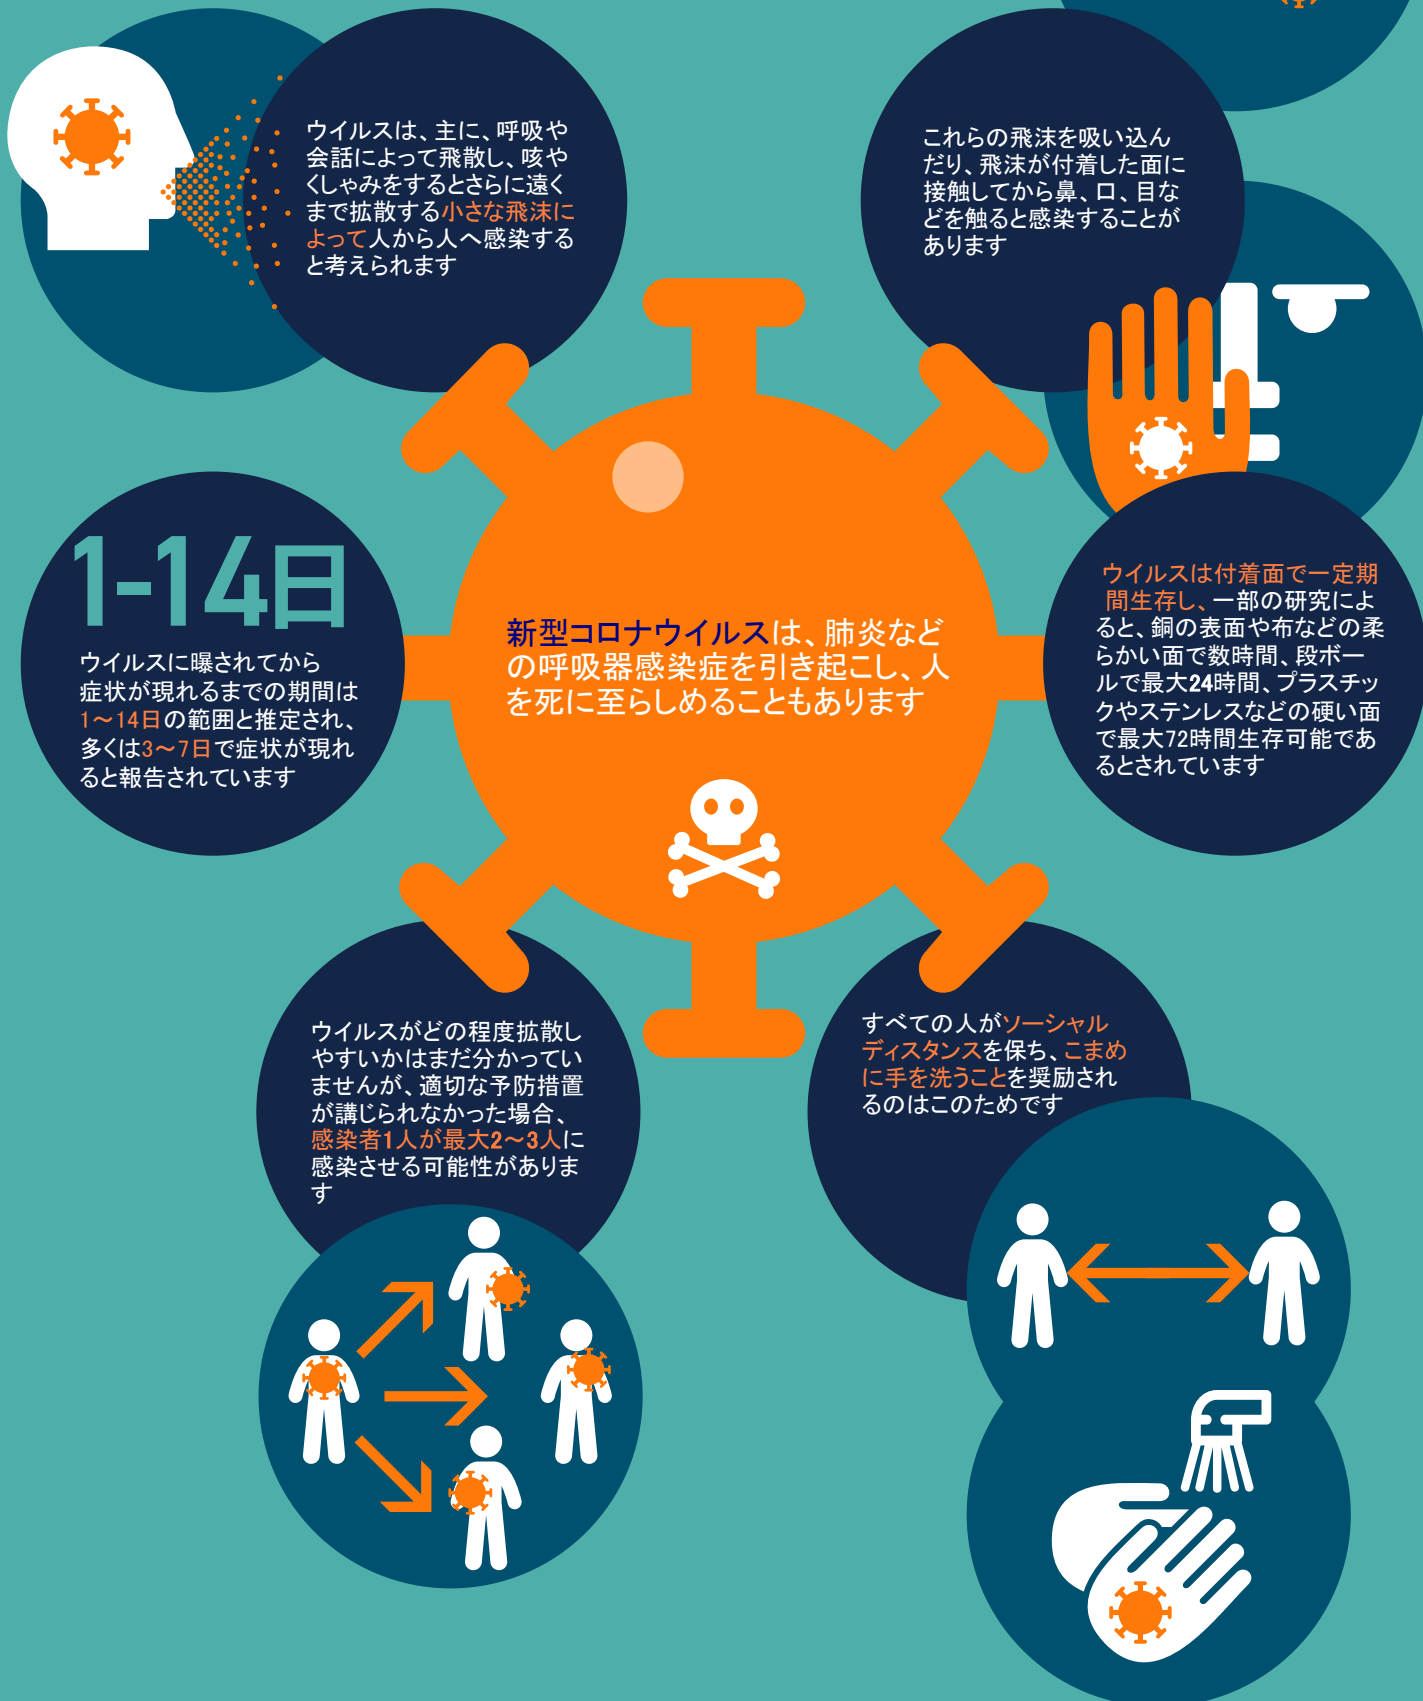 ウイルスは、主に、呼吸や
会話によって飛散し、咳や
くしゃみをするとさらに遠く
まで拡散する小さな飛沫に
よって人から人へ感染する
と考えられます
これらの飛沫を吸い込ん
だり、飛沫が付着した面に
接触してから鼻、口、目な
どを触ると感染することが
あります
1-14日
ウイルスに曝されてから
症状が現れるまでの期間は
1～14日の範囲と推定され、
多くは3～7日で症状が現れ
ると報告されています
新型コロナウイルスは、肺炎など
の呼吸器感染症を引き起こし、人
を死に至らしめることもあります
ウイルスは付着面で一定期
間生存し、一部の研究によ
ると、銅の表面や布などの柔
らかい面で数時間、段ボー
ルで最大24時間、プラスチッ
クやステンレスなどの硬い面
で最大72時間生存可能であ
るとされています
ウイルスがどの程度拡散し
やすいかはまだ分かってい
ませんが、適切な予防措置
が講じられなかった場合、
感染者1人が最大2～3人に
感染させる可能性がありま
す
すべての人がソーシャル
ディスタンスを保ち、こまめ
に手を洗うことを奨励され
るのはこのためです